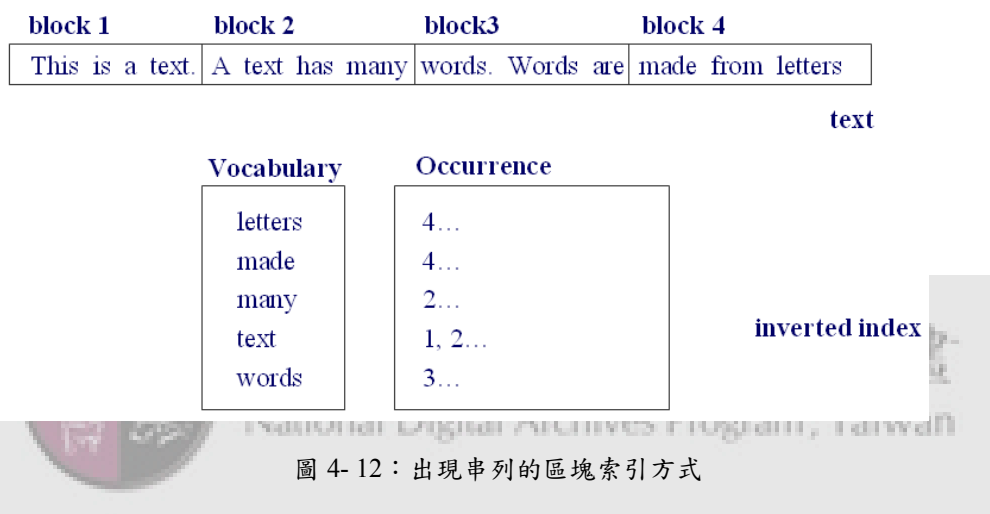 block 1 block 2 block3 block 4
This is a text. A text has many words. Words are made from letters
text
Vocabulary Occurrence
letters 4…
made 4…
many 2…
text 1, 2…
inverted index
words 3…
National Digital Archives Program, Taiwan
圖 4- 12：出現串列的區塊索引方式